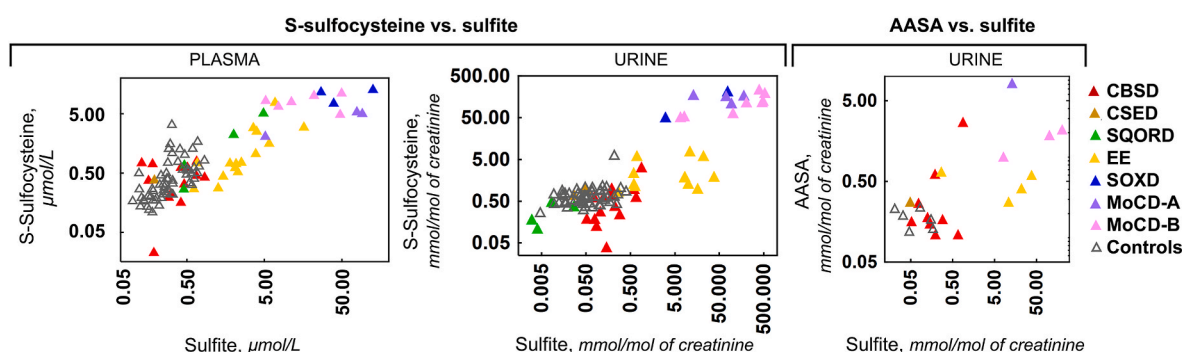 S-sulfocysteine vs. sulfite
AASA vs. sulfite
PLASMA
URINE
URINE
S-Sulfocysteine,
µmol/L
5.00
0.50
0.05
0.05
0.50
5.00
50.00
Sulfite, µmol/L
S-Sulfocysteine,
mmol/mol of creatinine
500.00
50.00
5.00
0.50
0.05
0.005
0.050
0.500
5.000
50.000
500.000
Sulfite, mmol/mol of creatinine
AASA,
mmol/mol of creatinine
5.00
0.50
0.05
0.05
0.50
5.00
50.00
Sulfite, mmol/mol of creatinine
CBSD
CSED
SQORD
EE
SOXD
MoCD-A
MoCD-B
Controls